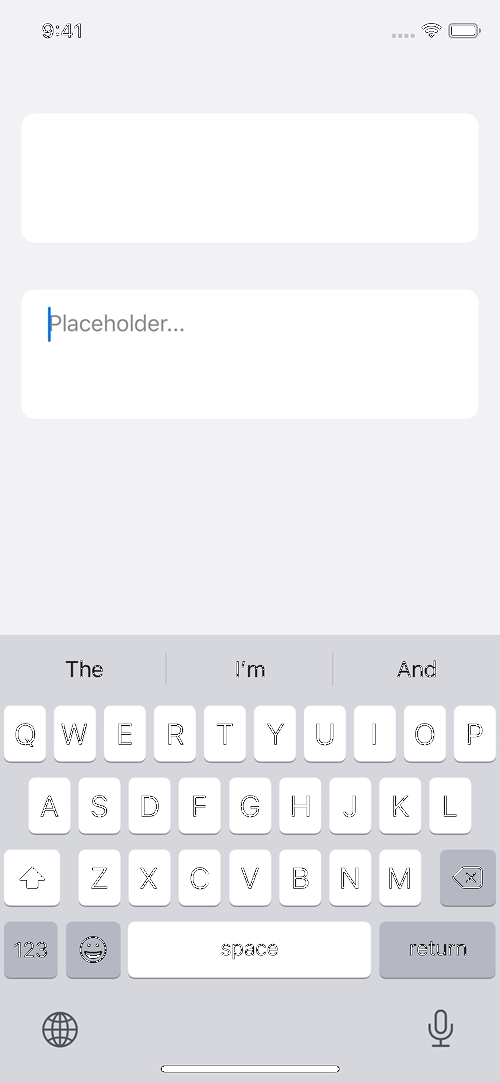 9:41
Placeholder...
The I'm And
Q W E R T Y U I O P
A S D F G H J K L
Z X C V B N M
123 space return